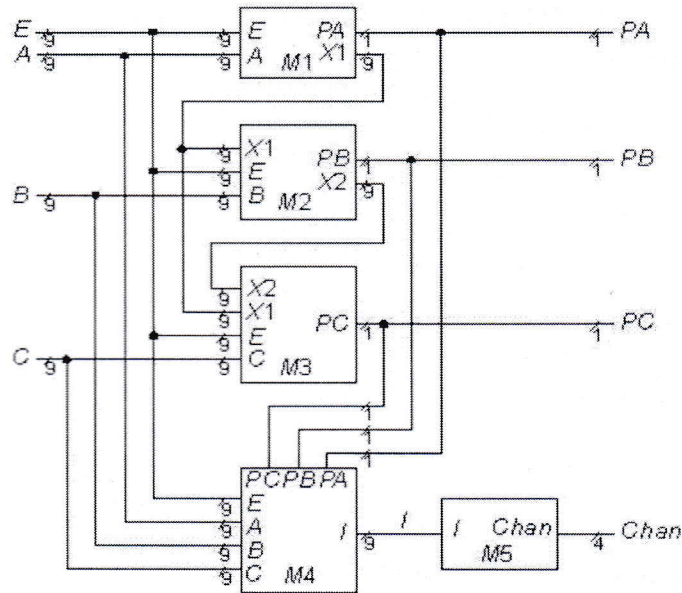 E 9 9 E PA 1 1 PA
A 9 9 A X1 9
M1
9 X1 PB 1 1 PB
9 E X2 9
B 9 9 B M2
9 X2
9 X1 PC 1 1 PC
9 E
C 9 9 C M3
1
1
1
PC PB PA
9 E
9 A I 9 I I Chan 4 Chan
9 B M5
9 C M4